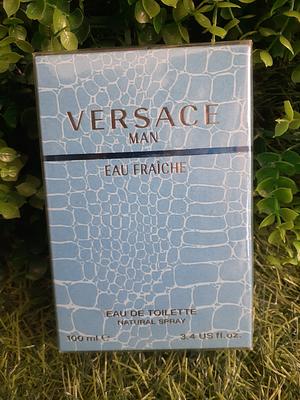 VERSACE
MAN
EAU FRAÎCHE
EAU DE TOILETTE
NATURAL SPRAY
100 ml ℮ 3.4 US fl.oz.